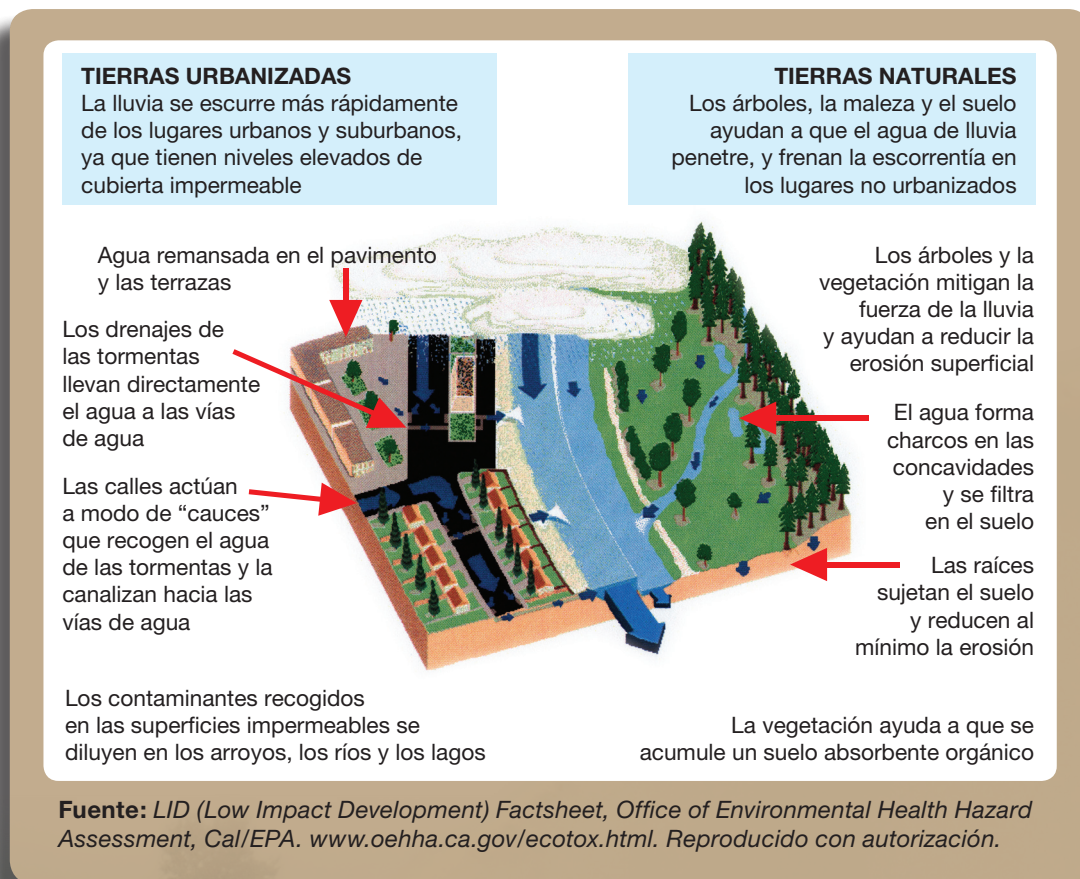 TIERRAS URBANIZADAS
La lluvia se escurre más rápidamente
de los lugares urbanos y suburbanos,
ya que tienen niveles elevados de
cubierta impermeable
TIERRAS NATURALES
Los árboles, la maleza y el suelo
ayudan a que el agua de lluvia
penetre, y frenan la escorrentía en
los lugares no urbanizados
Agua remansada en el pavimento
y las terrazas
Los drenajes de
las tormentas
llevan directamente
el agua a las vías
de agua
Las calles actúan
a modo de “cauces”
que recogen el agua
de las tormentas y la
canalizan hacia las
vías de agua
Los contaminantes recogidos
en las superficies impermeables se
diluyen en los arroyos, los ríos y los lagos
Los árboles y la
vegetación mitigan la
fuerza de la lluvia
y ayudan a reducir la
erosión superficial
El agua forma
charcos en las
concavidades
y se filtra
en el suelo
Las raíces
sujetan el suelo
y reducen al
mínimo la erosión
La vegetación ayuda a que se
acumule un suelo absorbente orgánico
Fuente: LID (Low Impact Development) Factsheet, Office of Environmental Health Hazard
Assessment, Cal/EPA. www.oehha.ca.gov/ecotox.html. Reproducido con autorización.